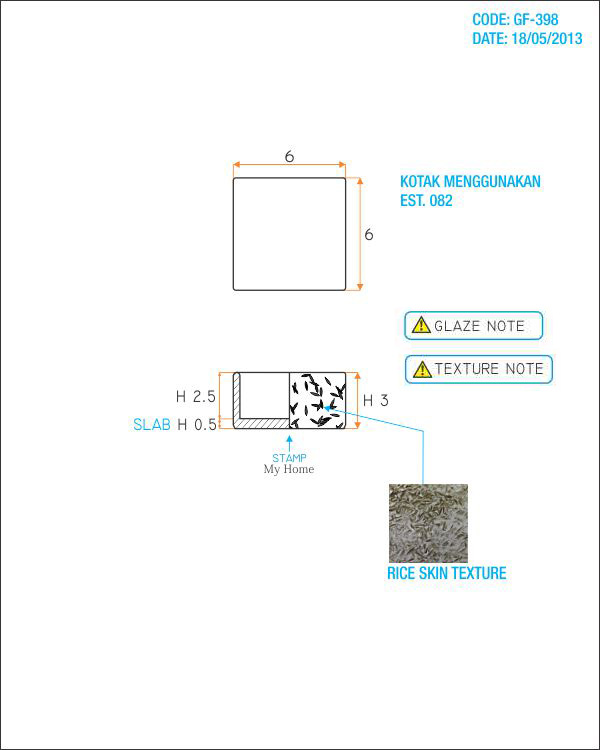 CODE: GF-398
DATE: 18/05/2013
6
KOTAK MENGGUNAKAN
EST. 082
6
GLAZE NOTE
TEXTURE NOTE
H 2.5
H 3
SLAB H 0.5
STAMP
My Home
RICE SKIN TEXTURE